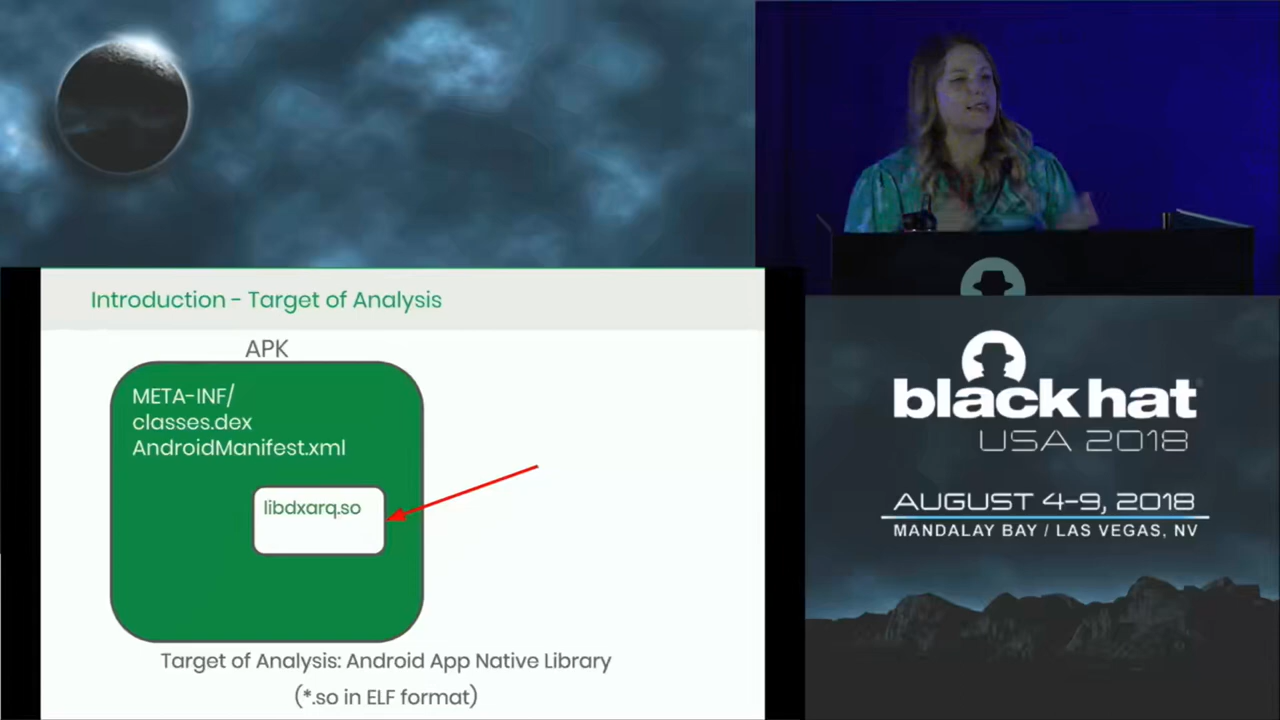 Introduction - Target of Analysis
APK
META-INF/
classes.dex
AndroidManifest.xml
libdxarq.so
Target of Analysis: Android App Native Library
(*.so in ELF format)
black hat
USA 2018
AUGUST 4-9, 2018
MANDALAY BAY / LAS VEGAS, NV